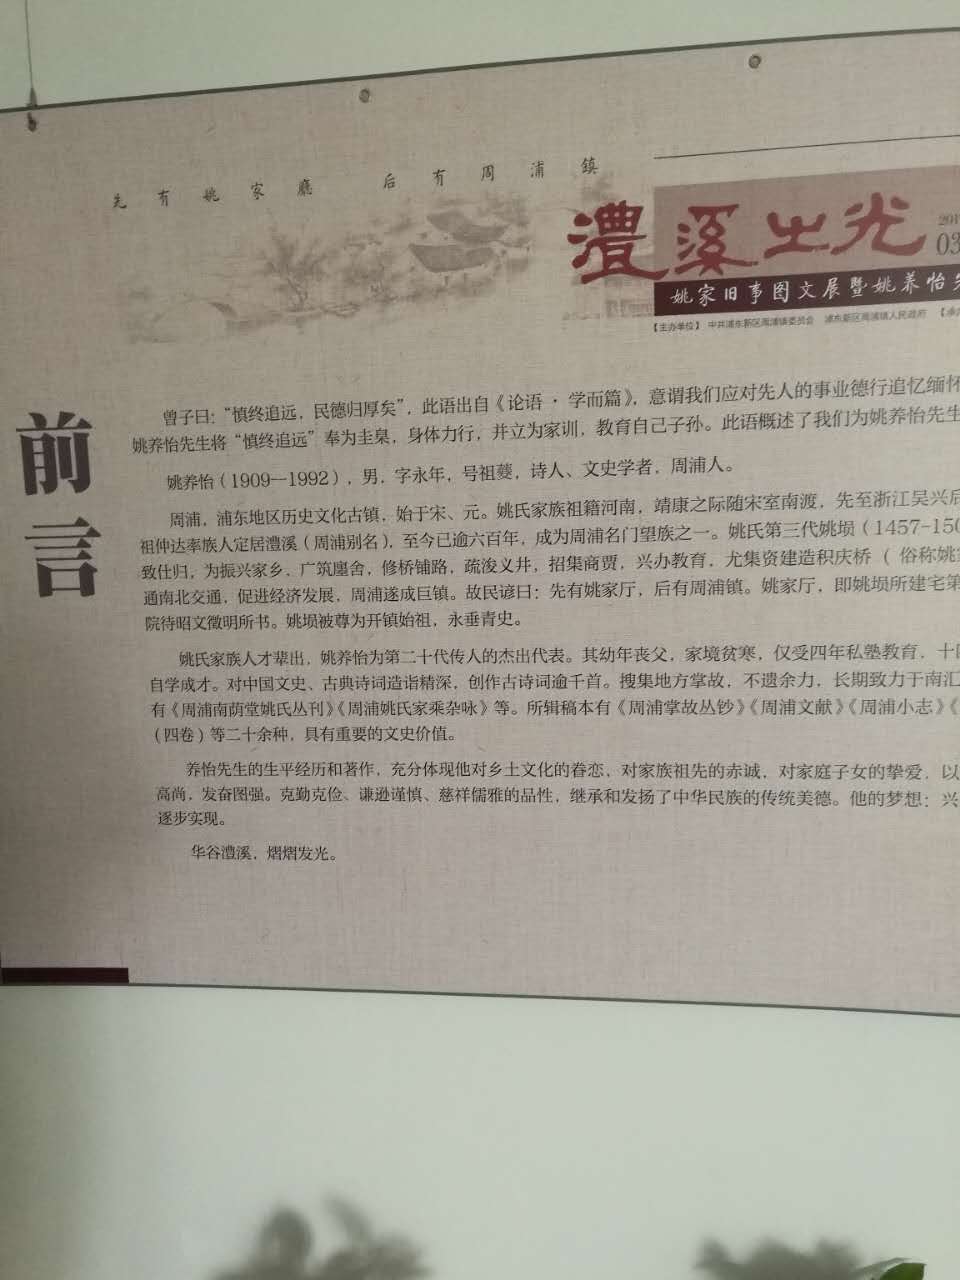 先有姚家廳 后有周浦鎮
澧溪之光
201
03
姚家旧事图文展暨姚养怡
【主办单位】 中共浦东新区周浦镇委员会 浦东新区周浦镇人民政府
前言
曾子曰：“慎终追远，民德归厚矣”，此语出自《论语·学而篇》，意谓我们应对先人的事业德行追忆缅怀
姚养怡先生将“慎终追远”奉为圭臬，身体力行，并立为家训，教育自己子孙。此语概述了我们为姚养怡先生
姚养怡（1909—1992），男，字永年，号祖夔，诗人、文史学者，周浦人。
周浦，浦东地区历史文化古镇，始于宋、元。姚氏家族祖籍河南，靖康之际随宋室南渡，先至浙江吴兴后
祖仲达率族人定居澧溪（周浦别名），至今已逾六百年，成为周浦名门望族之一。姚氏第三代姚埙（1457-150
致仕归，为振兴家乡，广筑廛舍，修桥铺路，疏浚义井，招集商贾，兴办教育，尤集资建造积庆桥（俗称姚
通南北交通，促进经济发展，周浦遂成巨镇。故民谚曰：先有姚家厅，后有周浦镇。姚家厅，即姚埙所建宅第
院待昭文徵明所书。姚埙被尊为开镇始祖，永垂青史。
姚氏家族人才辈出，姚养怡为第二十代传人的杰出代表。其幼年丧父，家境贫寒，仅受四年私塾教育，十
自学成才。对中国文史、古典诗词造诣精深，创作古诗词逾千首。搜集地方掌故，不遗余力，长期致力于南汇
有《周浦南荫堂姚氏丛刊》《周浦姚氏家乘杂咏》等。所辑稿本有《周浦掌故丛钞》《周浦文献》《周浦小志》《
（四卷）等二十余种，具有重要的文史价值。
养怡先生的生平经历和著作，充分体现他对乡土文化的眷恋，对家族祖先的赤诚，对家庭子女的挚爱，以
高尚，发奋图强。克勤克俭、谦逊谨慎、慈祥儒雅的品性，继承和发扬了中华民族的传统美德。他的梦想：兴
逐步实现。
华谷澧溪，熠熠发光。